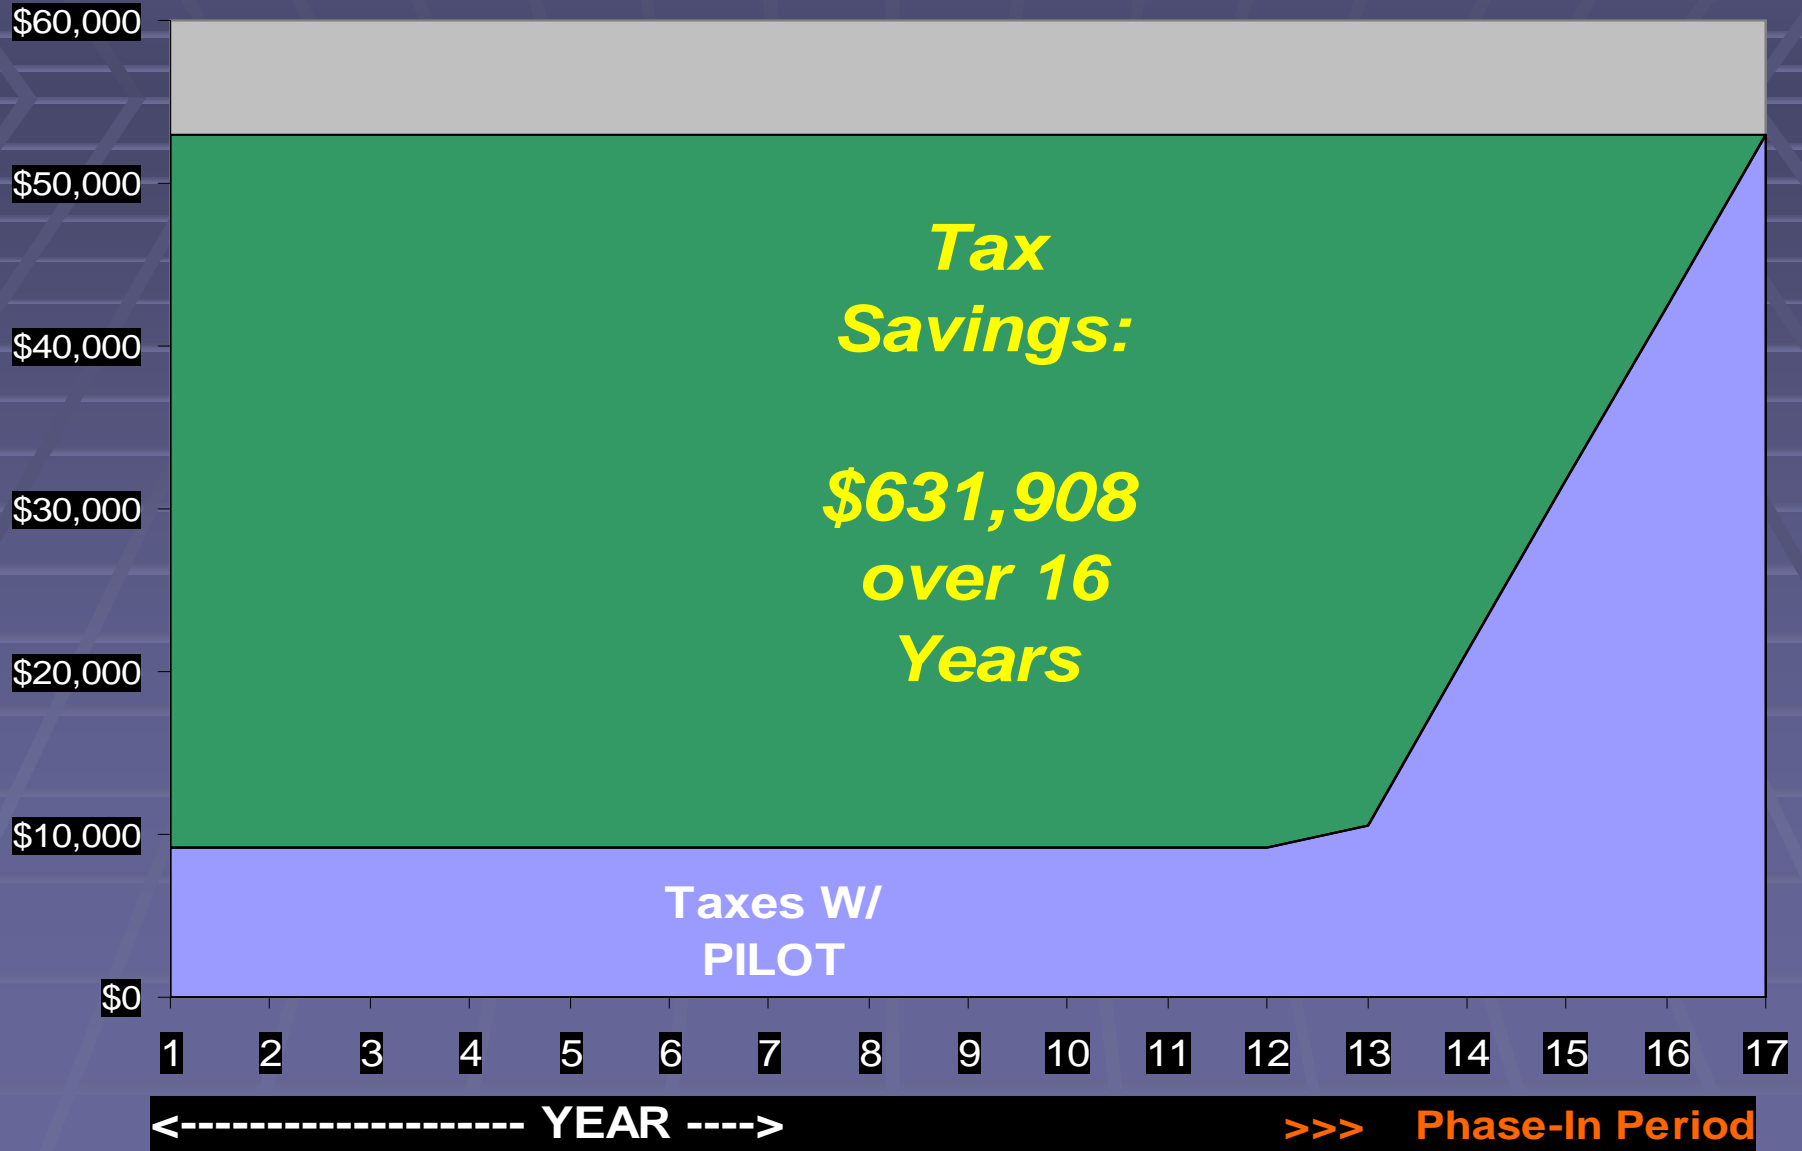 $60,000
$50,000
$40,000
$30,000
$20,000
$10,000
$0
Tax
Savings:
$631,908
over 16
Years
Taxes W/
PILOT
1 2 3 4 5 6 7 8 9 10 11 12 13 14 15 16 17
<-------------------- YEAR ----> >>> Phase-In Period